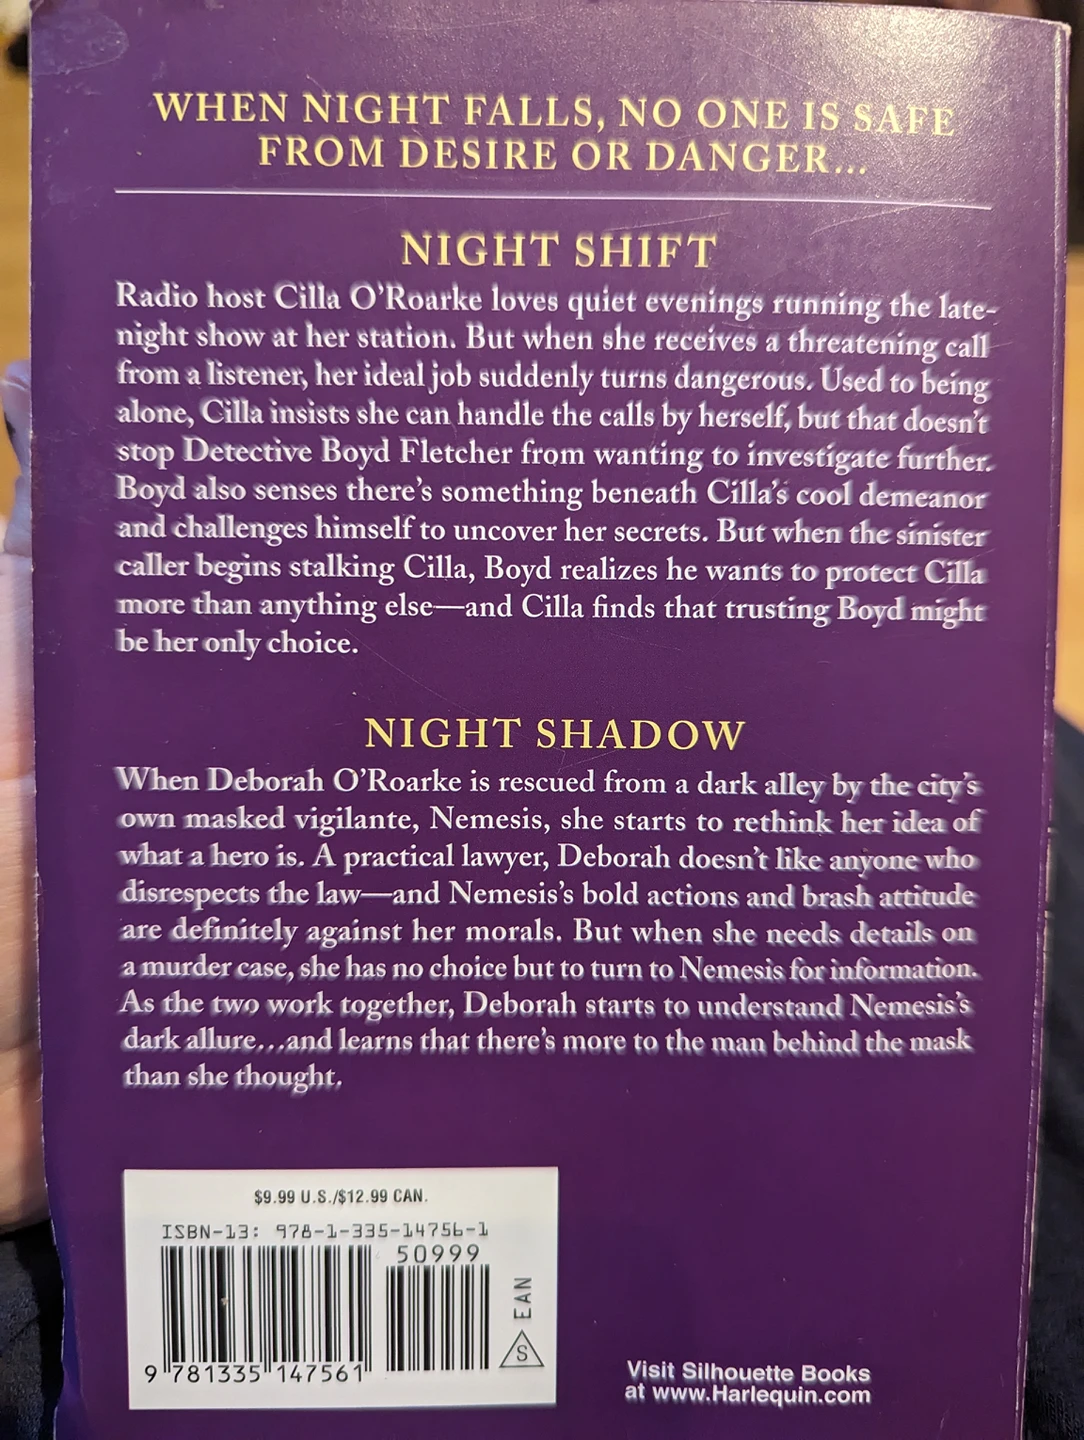 WHEN NIGHT FALLS, NO ONE IS SAFE
FROM DESIRE OR DANGER...
NIGHT SHIFT
Radio host Cilla O'Roarke loves quiet evenings running the late-
night show at her station. But when she receives a threatening call
from a listener, her ideal job suddenly turns dangerous. Used to being
alone, Cilla insists she can handle the calls by herself, but that doesn't
stop Detective Boyd Fletcher from wanting to investigate further.
Boyd also senses there's something beneath Cilla's cool demeanor
and challenges himself to uncover her secrets. But when the sinister
caller begins stalking Cilla, Boyd realizes he wants to protect Cilla
more than anything else—and Cilla finds that trusting Boyd might
be her only choice.
NIGHT SHADOW
When Deborah O'Roarke is rescued from a dark alley by the city's
own masked vigilante, Nemesis, she starts to rethink her idea of
what a hero is. A practical lawyer, Deborah doesn't like anyone who
disrespects the law—and Nemesis's bold actions and brash attitude
are definitely against her morals. But when she needs details on
a murder case, she has no choice but to turn to Nemesis for information.
As the two work together, Deborah starts to understand Nemesis's
dark allure...and learns that there's more to the man behind the mask
than she thought.
$9.99 U.S./$12.99 CAN.
ISBN-13: 978-1-335-14756-1
50999
EAN
S
9 781335 147561
Visit Silhouette Books
at www.Harlequin.com